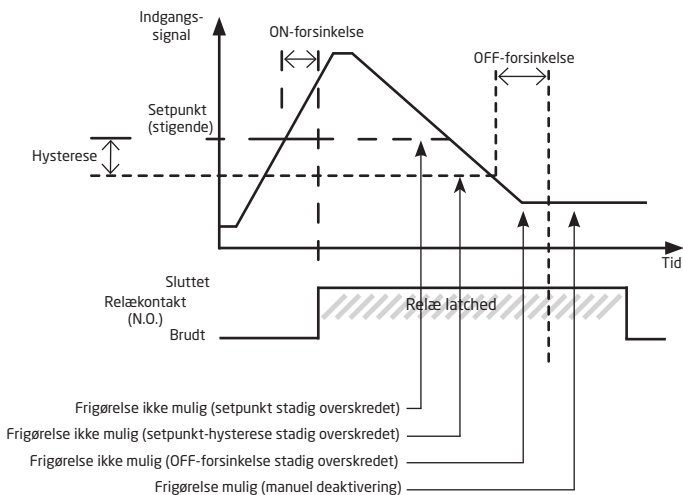 Indgangs-
signal
ON-forsinkelse
OFF-forsinkelse
Setpunkt
(stigende)
Hysterese
Tid
Sluttet
Relækontakt
(N.O.)
Relæ latched
Brudt
Frigørelse ikke mulig (setpunkt stadig overskredet)
Frigørelse ikke mulig (setpunkt-hysterese stadig overskredet)
Frigørelse ikke mulig (OFF-forsinkelse stadig overskredet)
Frigørelse mulig (manuel deaktivering)